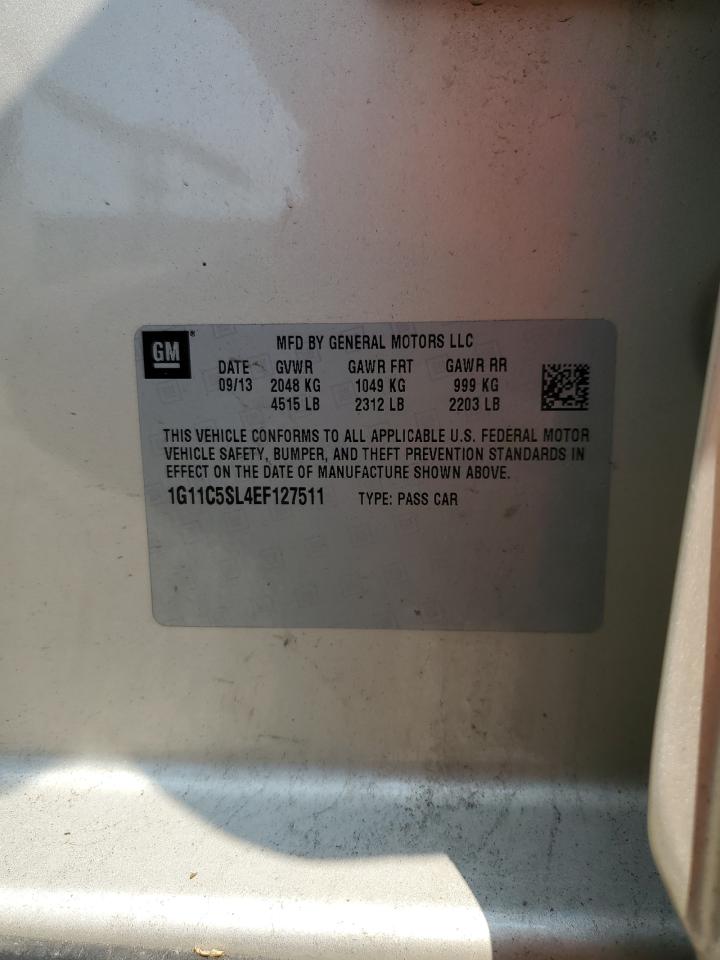 GM®
MFD BY GENERAL MOTORS LLC
DATE GVWR GAWR FRT GAWR RR
09/13 2048 KG 1049 KG 999 KG
4515 LB 2312 LB 2203 LB
THIS VEHICLE CONFORMS TO ALL APPLICABLE U.S. FEDERAL MOTOR
VEHICLE SAFETY, BUMPER, AND THEFT PREVENTION STANDARDS IN
EFFECT ON THE DATE OF MANUFACTURE SHOWN ABOVE.
1G11C5SL4EF127511 TYPE: PASS CAR